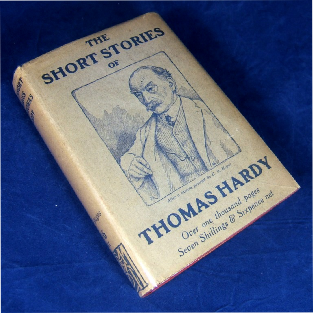 THE
SHORT STORIES
OF
THOMAS HARDY
Over one thousand pages
Seven Shillings & Sixpence net